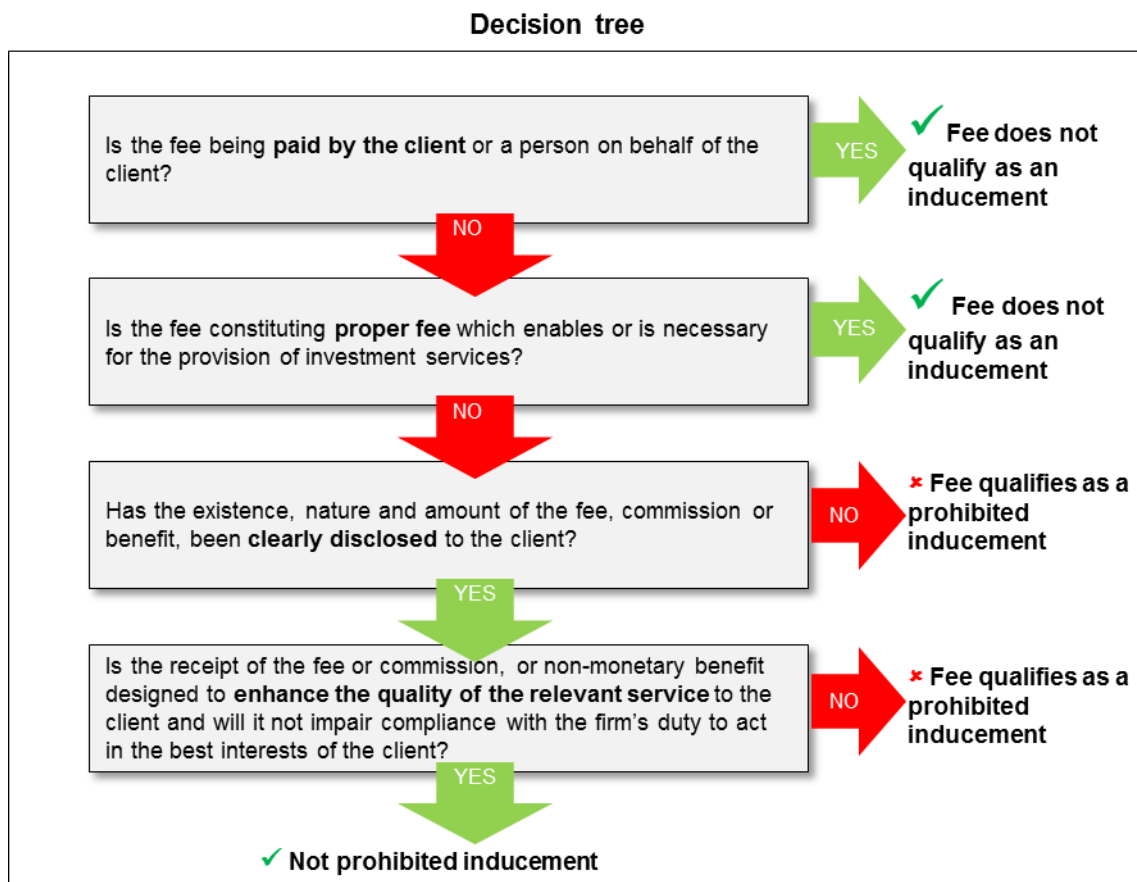 Decision tree
Is the fee being paid by the client or a person on behalf of the
client?
YES
✓ Fee does not
qualify as an
inducement
NO
Is the fee constituting proper fee which enables or is necessary
for the provision of investment services?
YES
✓ Fee does not
qualify as an
inducement
NO
Has the existence, nature and amount of the fee, commission or
benefit, been clearly disclosed to the client?
NO
× Fee qualifies as a
prohibited
inducement
YES
Is the receipt of the fee or commission, or non-monetary benefit
designed to enhance the quality of the relevant service to the
client and will it not impair compliance with the firm's duty to act
in the best interests of the client?
NO
× Fee qualifies as a
prohibited
inducement
YES
✓ Not prohibited inducement